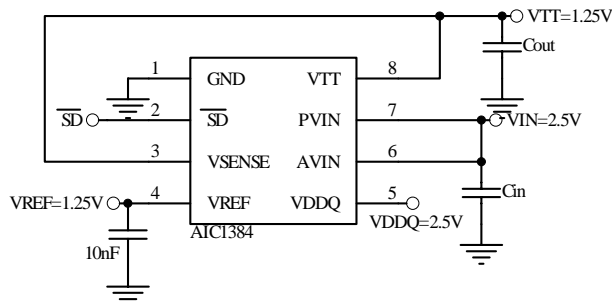 VTT=1.25V
Cout
1 GND VTT 8
SD 2 SD PVIN 7 VIN=2.5V
3 VSENSE AVIN 6
Cin
VREF=1.25V 4 VREF VDDQ 5
VDDQ=2.5V
AIC1384
10nF